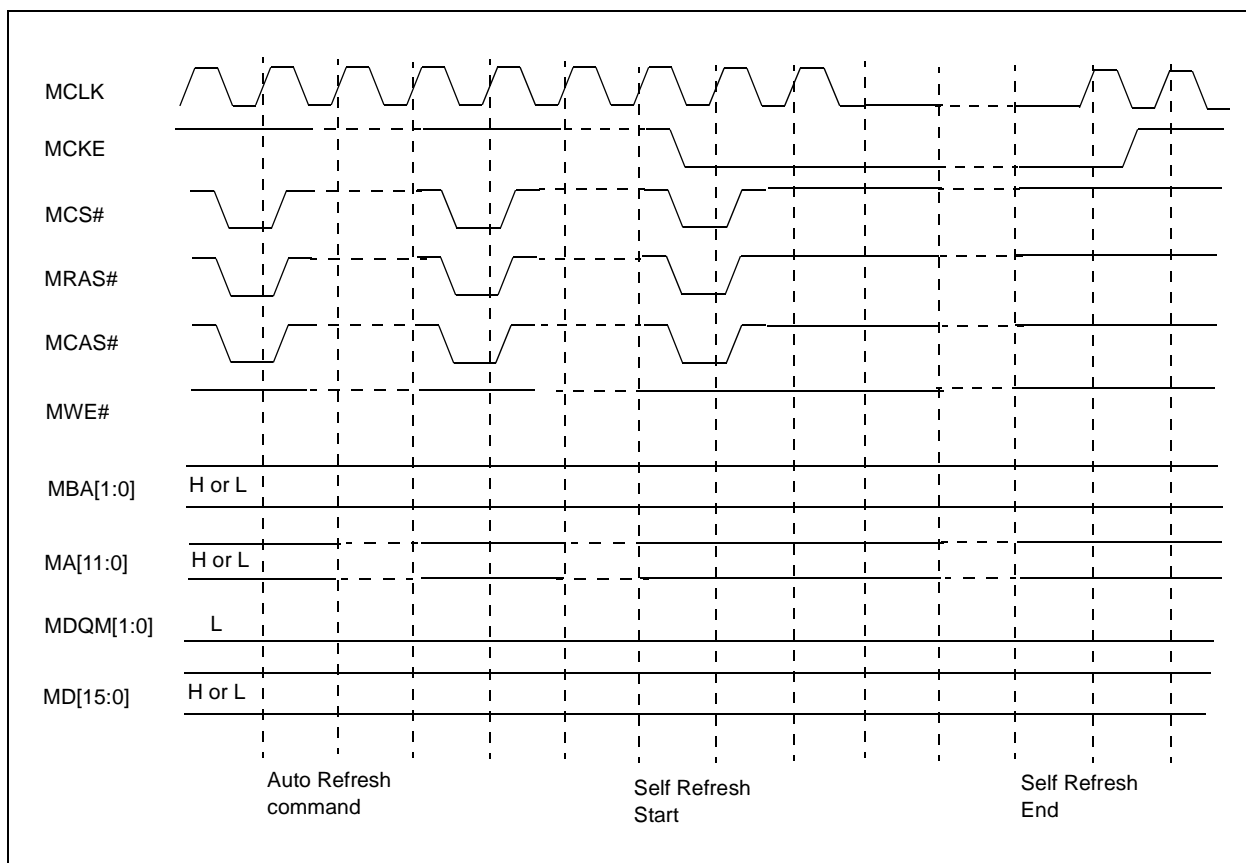 MCLK
MCKE
MCS#
MRAS#
MCAS#
MWE#
MBA[1:0] H or L
MA[11:0] H or L
MDQM[1:0] L
MD[15:0] H or L
Auto Refresh
command
Self Refresh
Start
Self Refresh
End